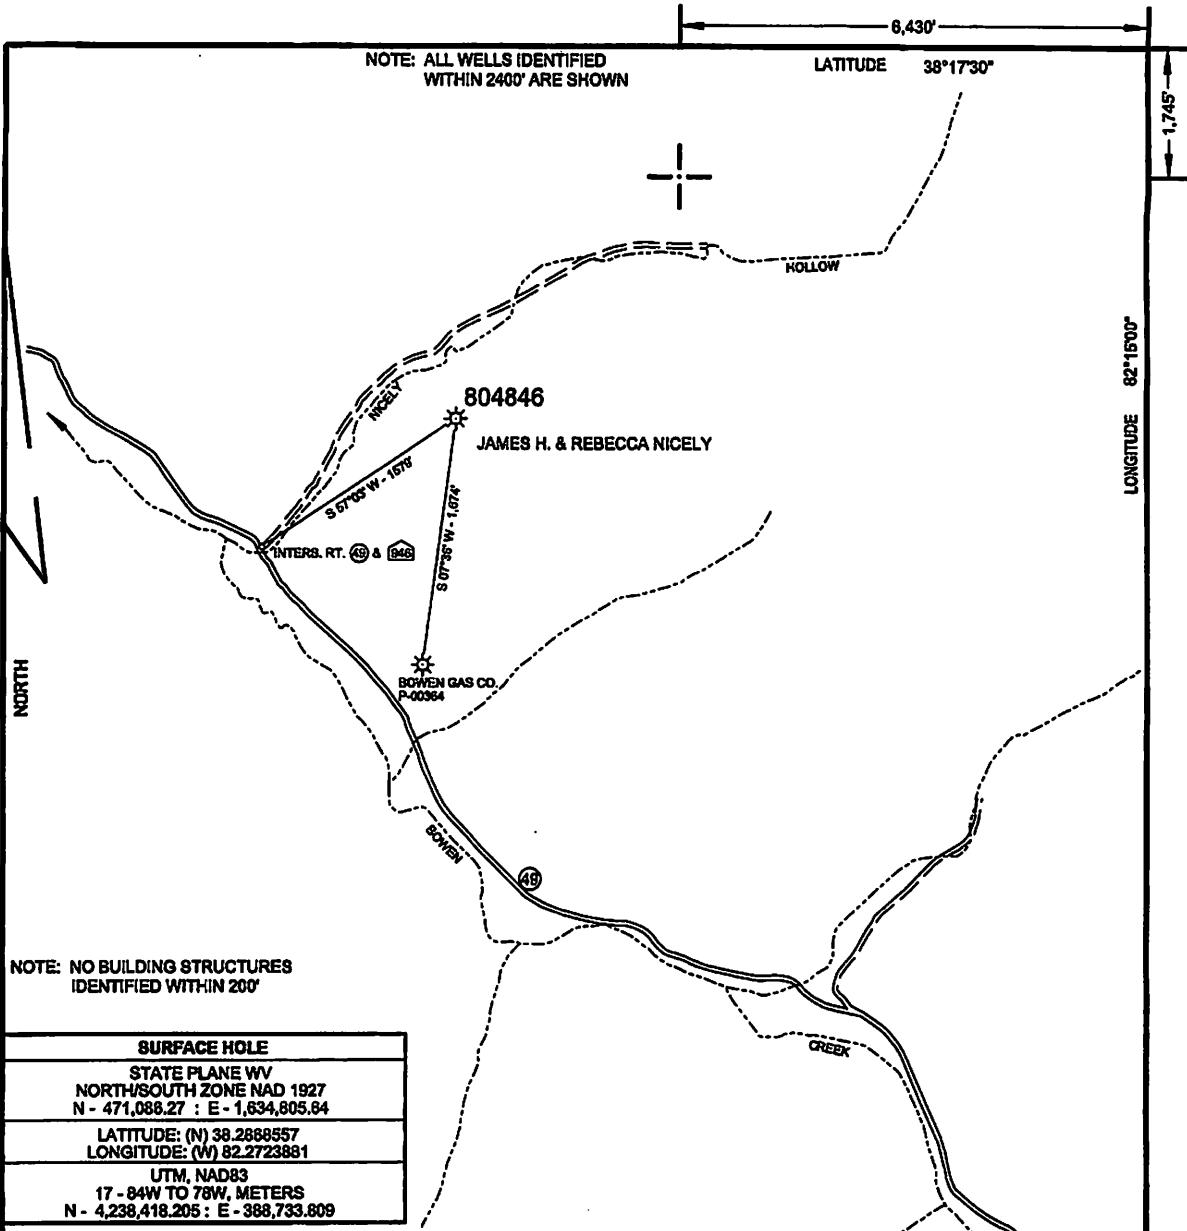 6,430'
NOTE: ALL WELLS IDENTIFIED
WITHIN 2400' ARE SHOWN
LATITUDE 38°17'30"
1,745'
HOLLOW
LONGITUDE 82°15'00"
NICELY
804846
JAMES H. & REBECCA NICELY
S 57°03' W - 1579'
S 07°36' W - 1,674'
INTERS. RT. 49 & 946
NORTH
BOWEN GAS CO.
P-00364
BOWEN
49
NOTE: NO BUILDING STRUCTURES
IDENTIFIED WITHIN 200'
CREEK
SURFACE HOLE
STATE PLANE WV
NORTH/SOUTH ZONE NAD 1927
N - 471,086.27 : E - 1,634,805.64
LATITUDE: (N) 38.2868557
LONGITUDE: (W) 82.2723881
UTM, NAD83
17 - 84W TO 78W, METERS
N - 4,238,418.205 : E - 388,733.809